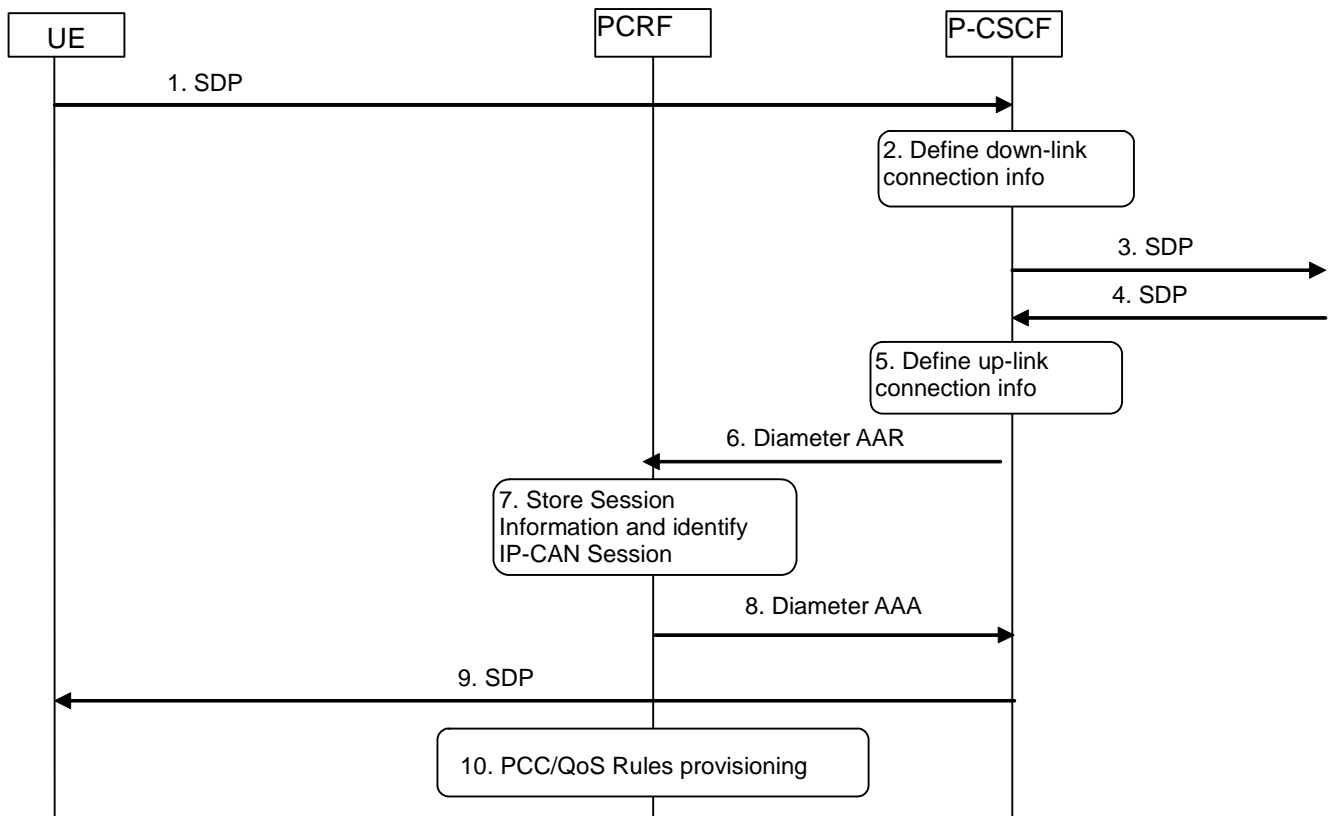 UE
PCRF
P-CSCF
1. SDP
2. Define down-link
connection info
3. SDP
4. SDP
5. Define up-link
connection info
6. Diameter AAR
7. Store Session
Information and identify
IP-CAN Session
8. Diameter AAA
9. SDP
10. PCC/QoS Rules provisioning